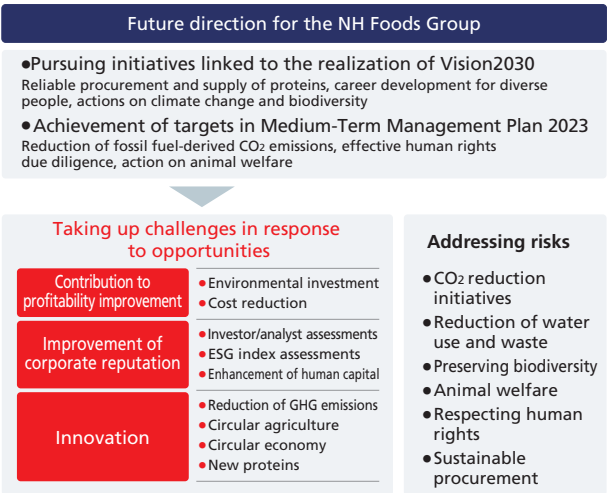 Future direction for the NH Foods Group
●Pursuing initiatives linked to the realization of Vision2030
Reliable procurement and supply of proteins, career development for diverse
people, actions on climate change and biodiversity
●Achievement of targets in Medium-Term Management Plan 2023
Reduction of fossil fuel-derived CO2 emissions, effective human rights
due diligence, action on animal welfare
Taking up challenges in response
to opportunities
Contribution to
profitability improvement
●Environmental investment
●Cost reduction
Improvement of
corporate reputation
●Investor/analyst assessments
●ESG index assessments
●Enhancement of human capital
Innovation
●Reduction of GHG emissions
●Circular agriculture
●Circular economy
●New proteins
Addressing risks
●CO2 reduction
initiatives
●Reduction of water
use and waste
●Preserving biodiversity
●Animal welfare
●Respecting human
rights
●Sustainable
procurement